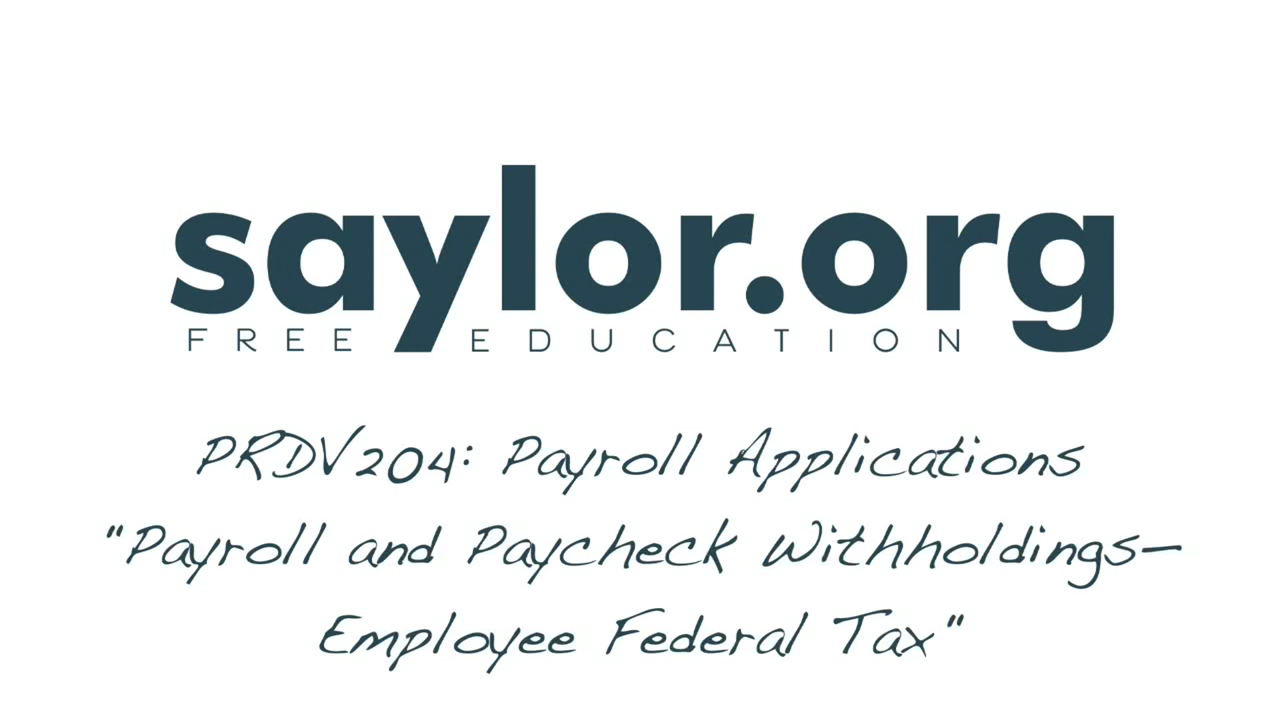 saylor.org
FREE EDUCATION
PRDV204: Payroll Applications
"Payroll and Paycheck Withholdings—
Employee Federal Tax"